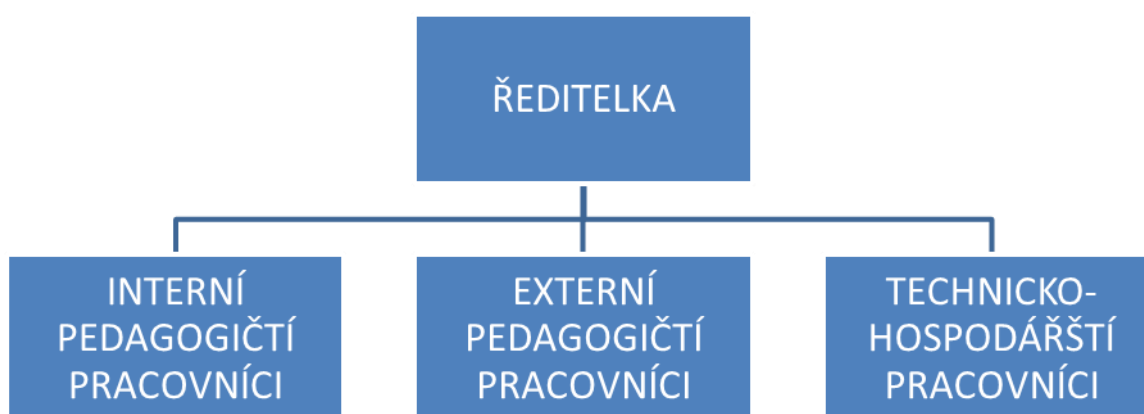 ŘEDITELKA
INTERNÍ
PEDAGOGIČTÍ
PRACOVNÍCI
EXTERNÍ
PEDAGOGIČTÍ
PRACOVNÍCI
TECHNICKO-
HOSPODÁŘŠTÍ
PRACOVNÍCI